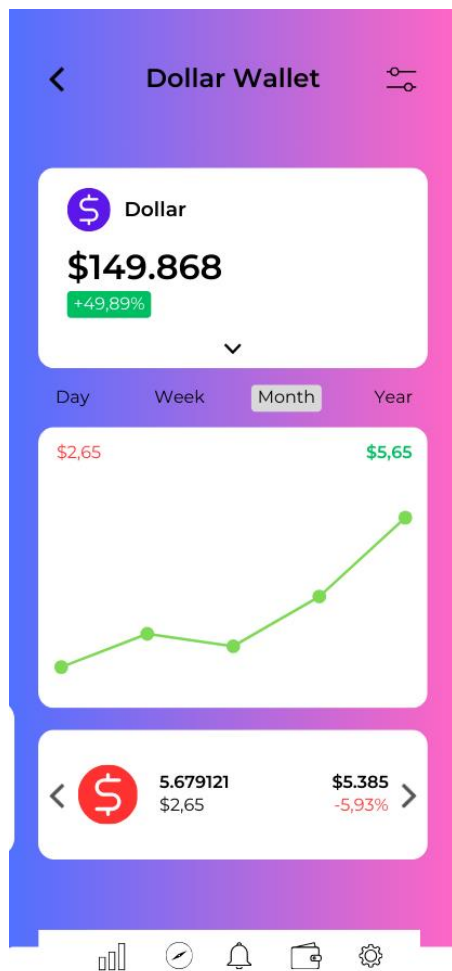 Dollar Wallet
Dollar
$149.868
+49,89%
Day Week Month Year
$2,65 $5,65
5.679121 $5.385
$2,65 -5,93%